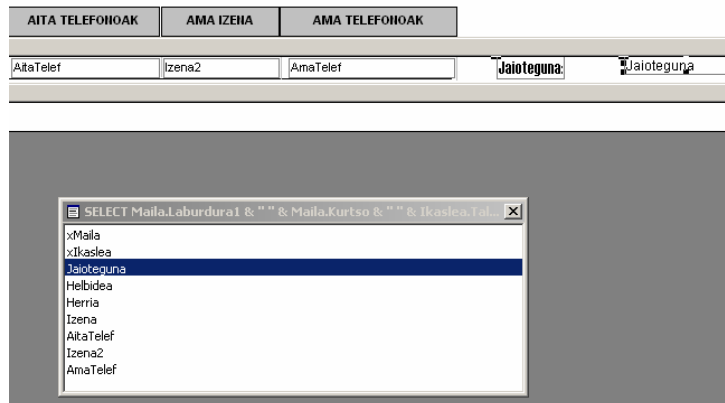 AITA TELEFONOAK AMA IZENA AMA TELEFONOAK
AitaTelef Izena2 AmaTelef Jaioteguna: Jaioteguna
SELECT Maila.Laburdura1 & " " & Maila.Kurtso & " " & Ikaslea.Tal...
xMaila
xIkaslea
Jaioteguna
Helbidea
Herria
Izena
AitaTelef
Izena2
AmaTelef